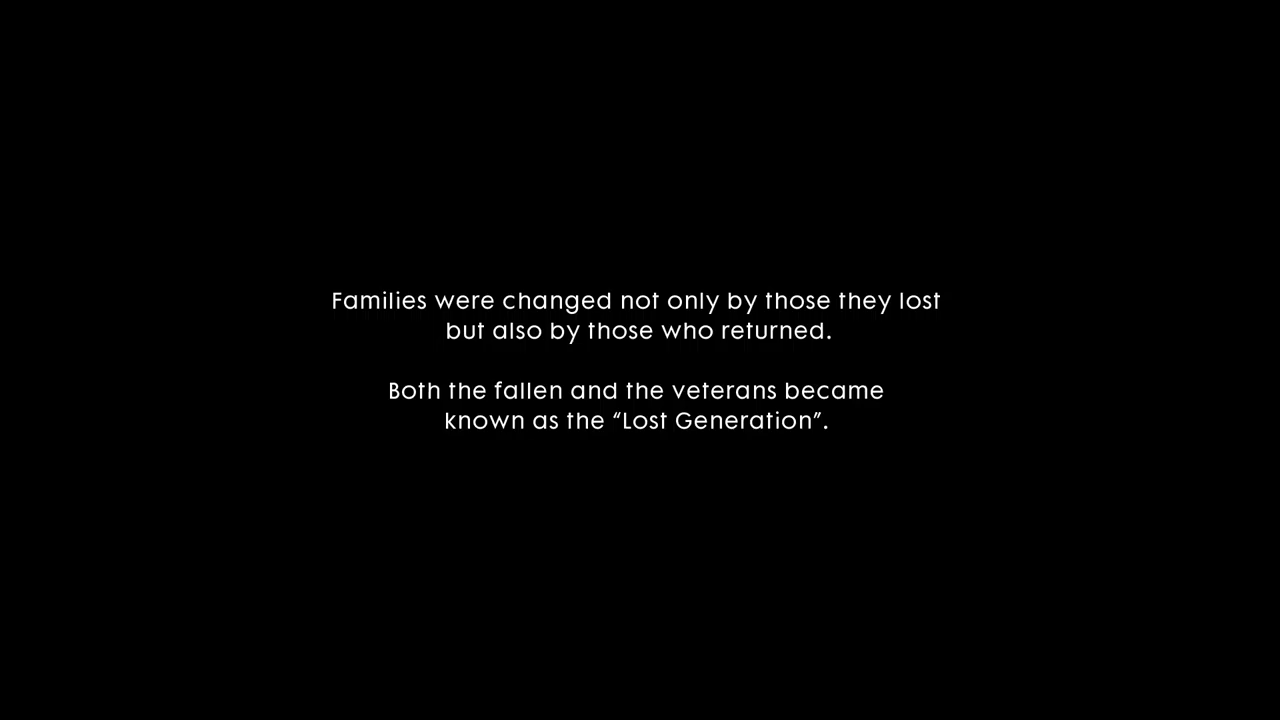 Families were changed not only by those they lost
but also by those who returned.
Both the fallen and the veterans became
known as the “Lost Generation”.